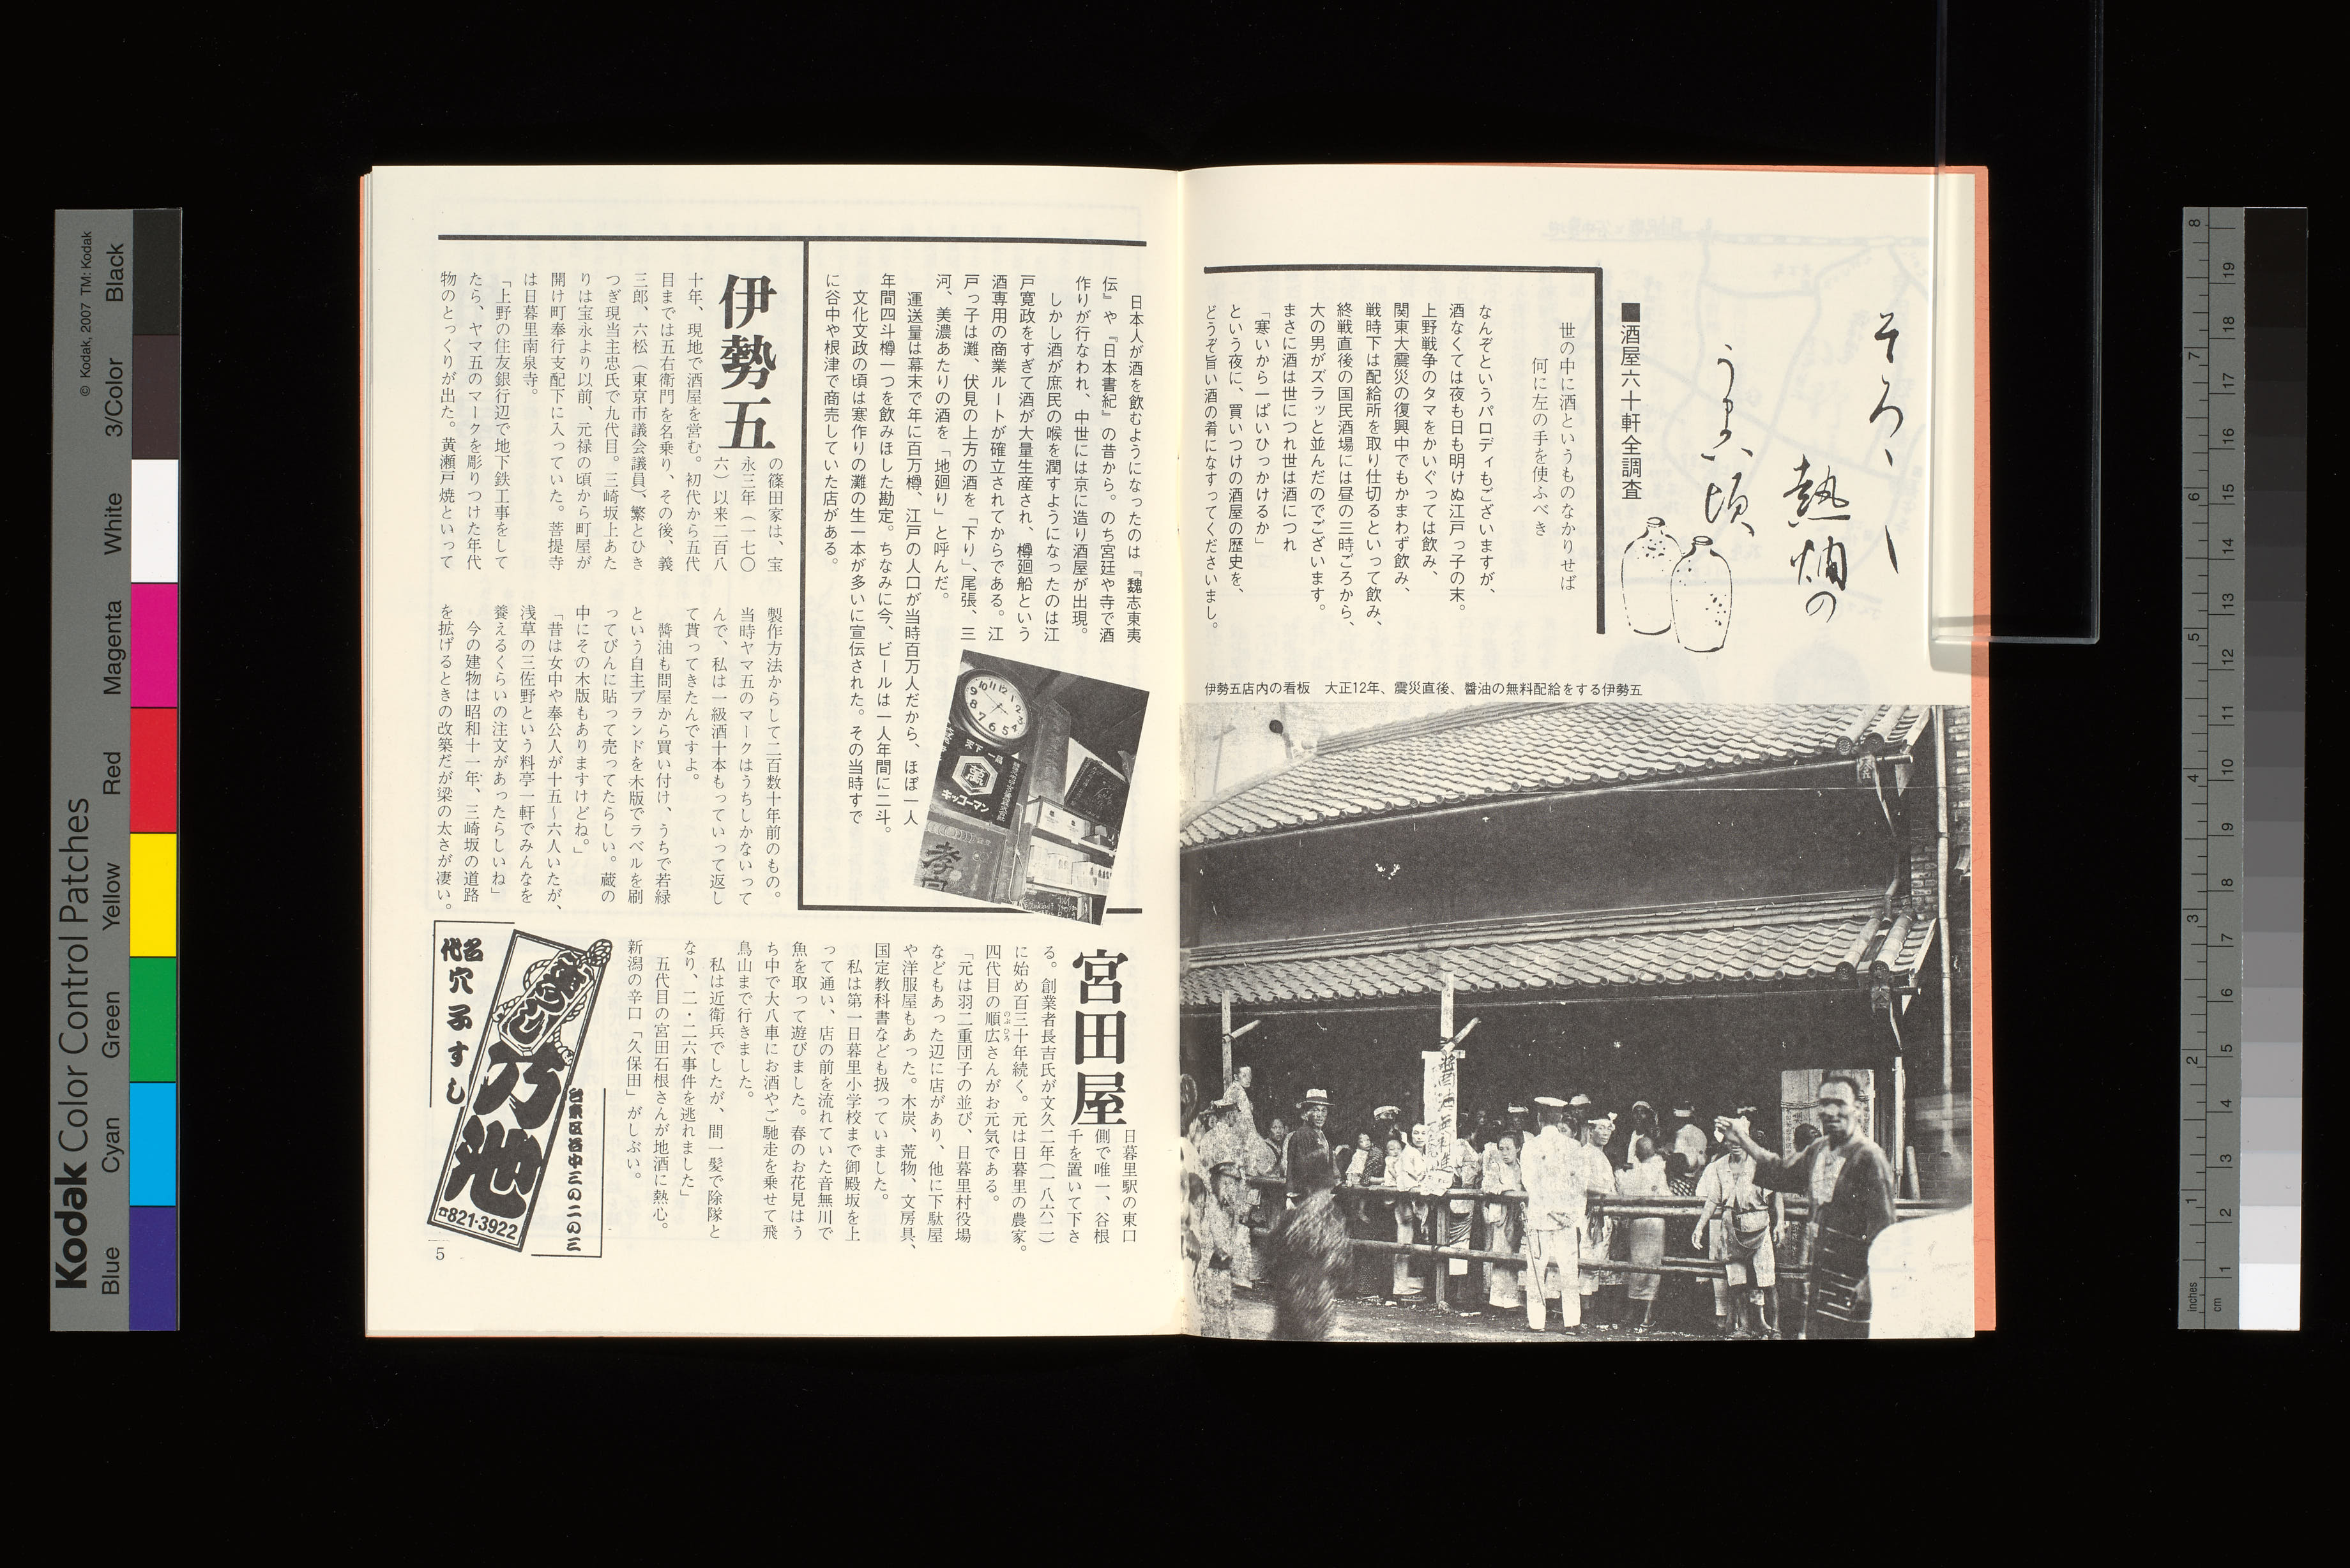 そろ〳〵
熱燗の
うまい頃
■酒屋六十軒全調査
世の中に酒というものなかりせば
何に左の手を使ふべき
なんぞというパロディもございますが、
酒なくては夜も日も明けぬ江戸っ子の末。
上野戦争のタマをかいぐっては飲み、
関東大震災の復興中でもかまわず飲み、
戦時下は配給所を取り仕切るといって飲み、
終戦直後の国民酒場には昼の三時ごろから、
大の男がズラッと並んだのでございます。
まさに酒は世につれ世は酒につれ
「寒いから一ぱいひっかけるか」
という夜に、買いつけの酒屋の歴史を、
どうぞ旨い酒の肴になすってくださいまし。
伊勢五店内の看板　大正12年、震災直後、醬油の無料配給をする伊勢五
日本人が酒を飲むようになったのは『魏志東夷
伝』や『日本書紀』の昔から。のち宮廷や寺で酒
作りが行なわれ、中世には京に造り酒屋が出現。
しかし酒が庶民の喉を潤すようになったのは江
戸寛政をすぎて酒が大量生産され、樽廻船という
酒専用の商業ルートが確立されてからである。江
戸っ子は灘、伏見の上方の酒を「下り」、尾張、三
河、美濃あたりの酒を「地廻り」と呼んだ。
運送量は幕末で年に百万樽、江戸の人口が当時百万人だから、ほぼ一人
年間四斗樽一つを飲みほした勘定。ちなみに今、ビールは一人年間に二斗。
文化文政の頃は寒作りの灘の生一本が多いに宣伝された。その当時すで
に谷中や根津で商売していた店がある。
天下一品
萬
キッコーマン
伊勢五
の篠田家は、宝
永三年（一七〇
六）以来二百八
十年、現地で酒屋を営む。初代から五代
目までは五右衛門を名乗り、その後、義
三郎、六松（東京市議会議員）、繁とひき
つぎ現当主忠氏で九代目。三崎坂上あた
りは宝永より以前、元禄の頃から町屋が
開け町奉行支配下に入っていた。菩提寺
は日暮里南泉寺。
「上野の住友銀行辺で地下鉄工事をして
たら、ヤマ五のマークを彫りつけた年代
物のとっくりが出た。黄瀬戸焼といって
製作方法からして二百数十年前のもの。
当時ヤマ五のマークはうちしかないって
んで、私は一級酒十本もっていって返し
て貰ってきたんですよ。
醬油も問屋から買い付け、うちで若緑
という自主ブランドを木版でラベルを刷
ってびんに貼って売ってたらしい。蔵の
中にその木版もありますけどね。」
「昔は女中や奉公人が十五～六人いたが、
浅草の三佐野という料亭一軒でみんなを
養えるくらいの注文があったらしいね」
今の建物は昭和十一年、三崎坂の道路
を拡げるときの改築だが梁の太さが凄い。
宮田屋
日暮里駅の東口
側で唯一、谷根
千を置いて下さ
る。創業者長吉氏が文久二年（一八六二）
に始め百三十年続く。元は日暮里の農家。
四代目の順広さんがお元気である。
「元は羽二重団子の並び、日暮里村役場
などもあった辺に店があり、他に下駄屋
や洋服屋もあった。木炭、荒物、文房具、
国定教科書なども扱っていました。
私は第一日暮里小学校まで御殿坂を上
って通い、店の前を流れていた音無川で
魚を取って遊びました。春のお花見はう
ち中で大八車にお酒やご馳走を乗せて飛
鳥山まで行きました。
私は近衛兵でしたが、間一髪で除隊と
なり、二・二六事件を逃れました」
五代目の宮田石根さんが地酒に熱心。
新潟の辛口「久保田」がしぶい。
台東区谷中三の二の三
乃池
☎821・3922
名代
穴子すし
5
Kodak Color Control Patches
© Kodak, 2007 TM: Kodak
Blue
Cyan
Green
Yellow
Red
Magenta
White
3/Color
Black
inches
cm
1
2
3
4
5
6
7
8
1
2
3
4
5
6
7
8
9
10
11
12
13
14
15
16
17
18
19